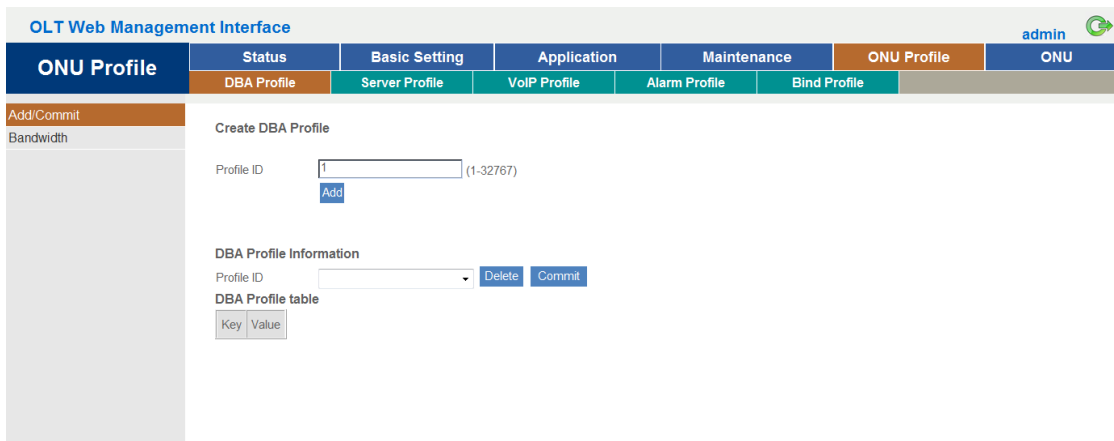 OLT Web Management Interface
admin
ONU Profile
Status Basic Setting Application Maintenance ONU Profile ONU
DBA Profile Server Profile VoIP Profile Alarm Profile Bind Profile
Add/Commit
Bandwidth
Create DBA Profile
Profile ID 1 (1-32767)
Add
DBA Profile Information
Profile ID Delete Commit
DBA Profile table
Key Value